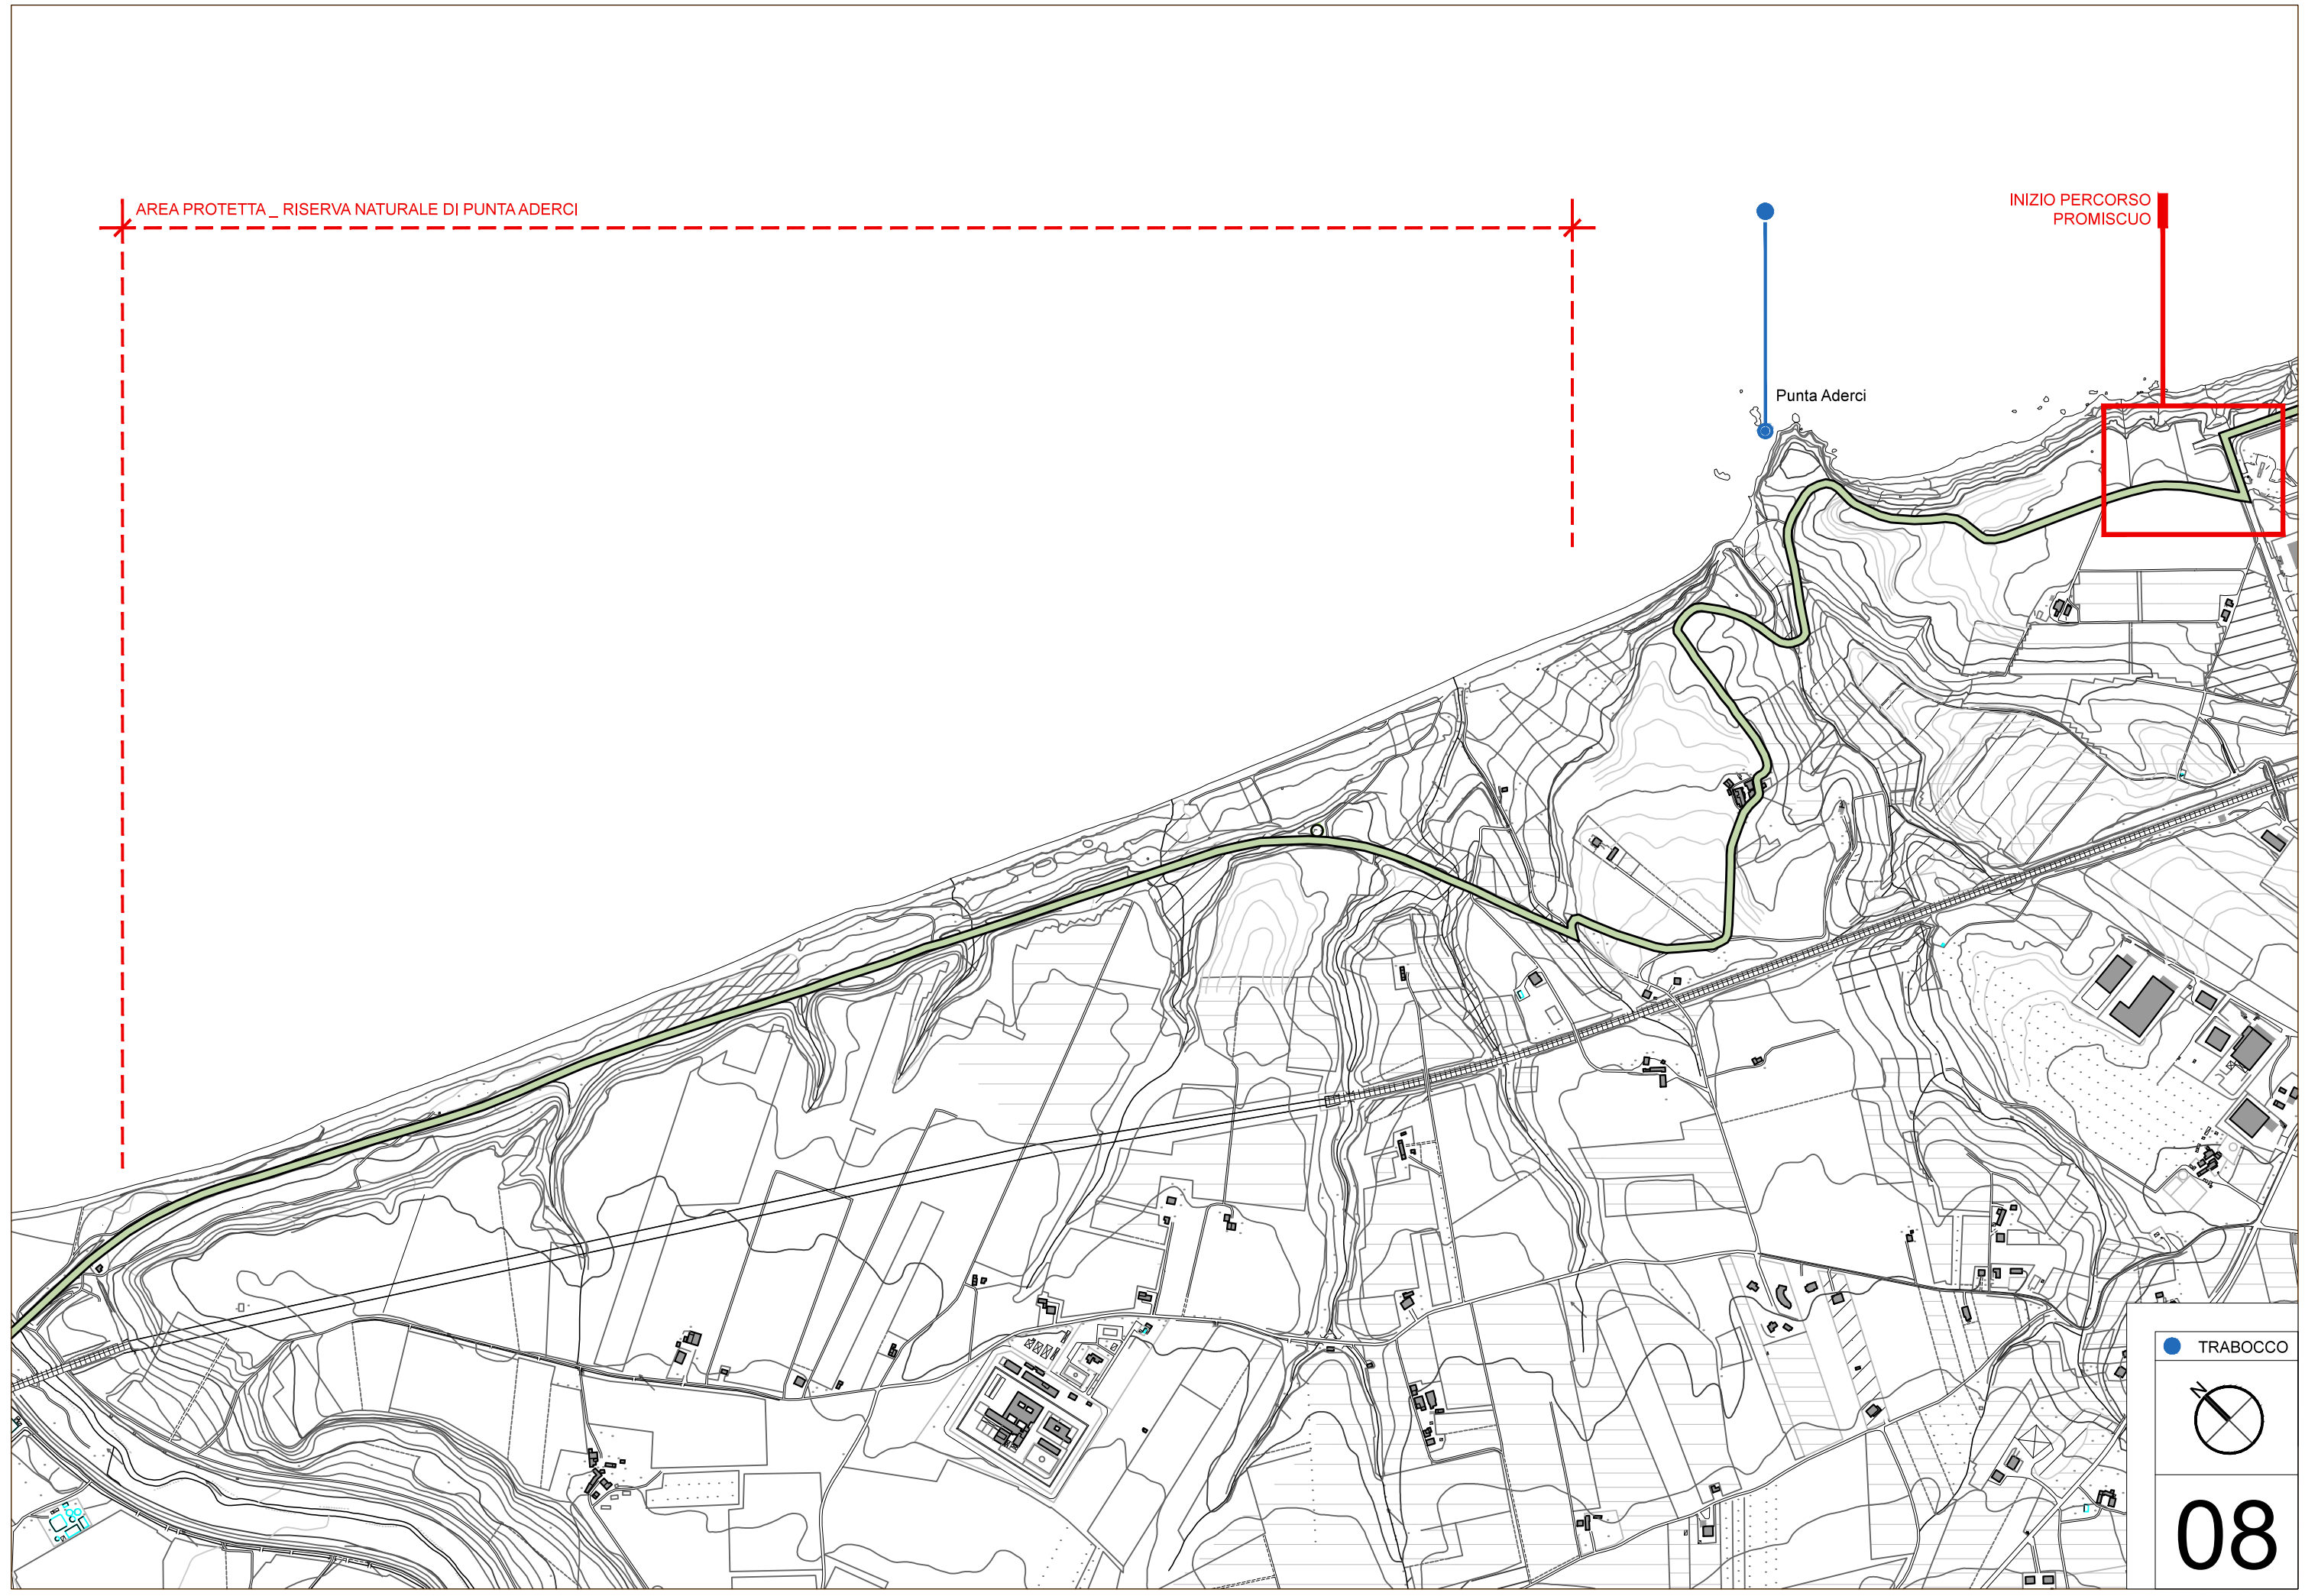 AREA PROTETTA _ RISERVA NATURALE DI PUNTA ADERCI
INIZIO PERCORSO
PROMISCUO
Punta Aderci
TRABOCCO
N
08